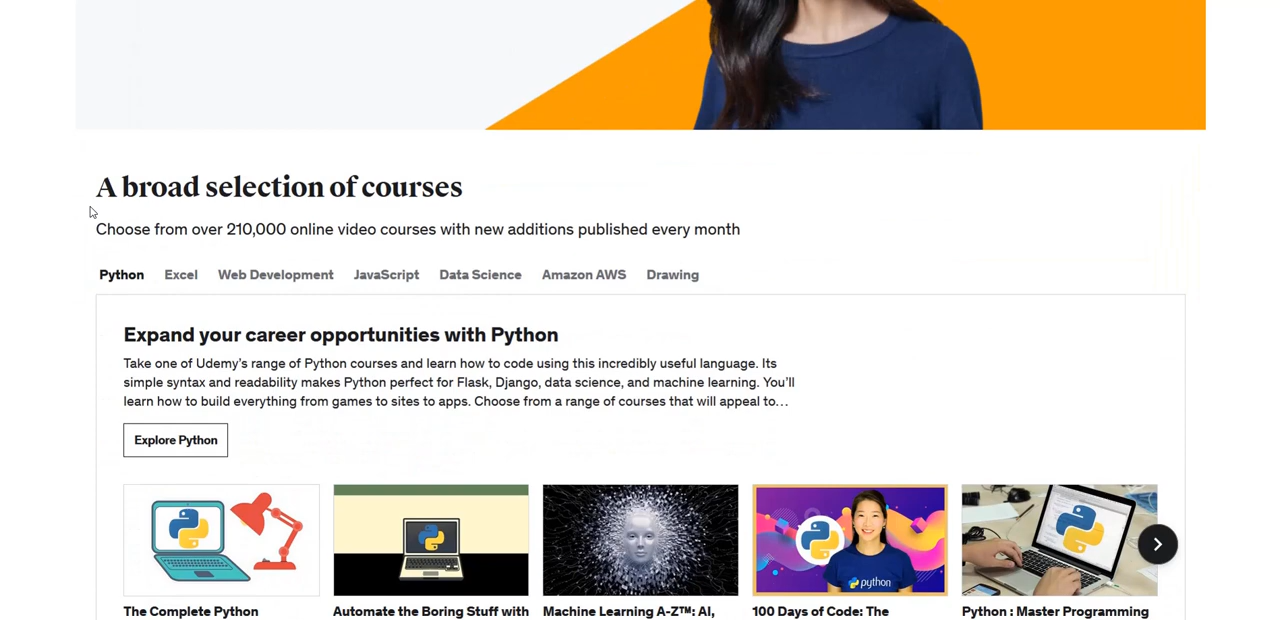 A broad selection of courses
Choose from over 210,000 online video courses with new additions published every month
Python Excel Web Development JavaScript Data Science Amazon AWS Drawing
Expand your career opportunities with Python
Take one of Udemy’s range of Python courses and learn how to code using this incredibly useful language. Its
simple syntax and readability makes Python perfect for Flask, Django, data science, and machine learning. You’ll
learn how to build everything from games to sites to apps. Choose from a range of courses that will appeal to…
Explore Python
python
The Complete Python Automate the Boring Stuff with Machine Learning A-Z™: AI, 100 Days of Code: The Python : Master Programming